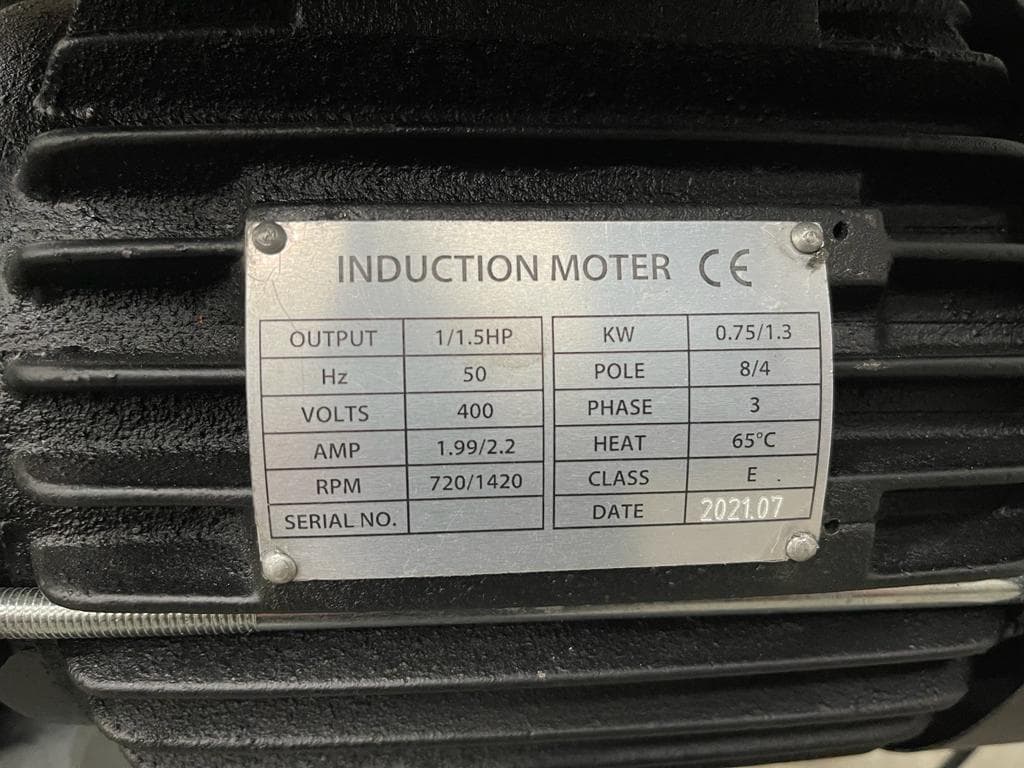 INDUCTION MOTER CE
OUTPUT 1/1.5HP KW 0.75/1.3
Hz 50 POLE 8/4
VOLTS 400 PHASE 3
AMP 1.99/2.2 HEAT 65°C
RPM 720/1420 CLASS E .
SERIAL NO. DATE 2021.07